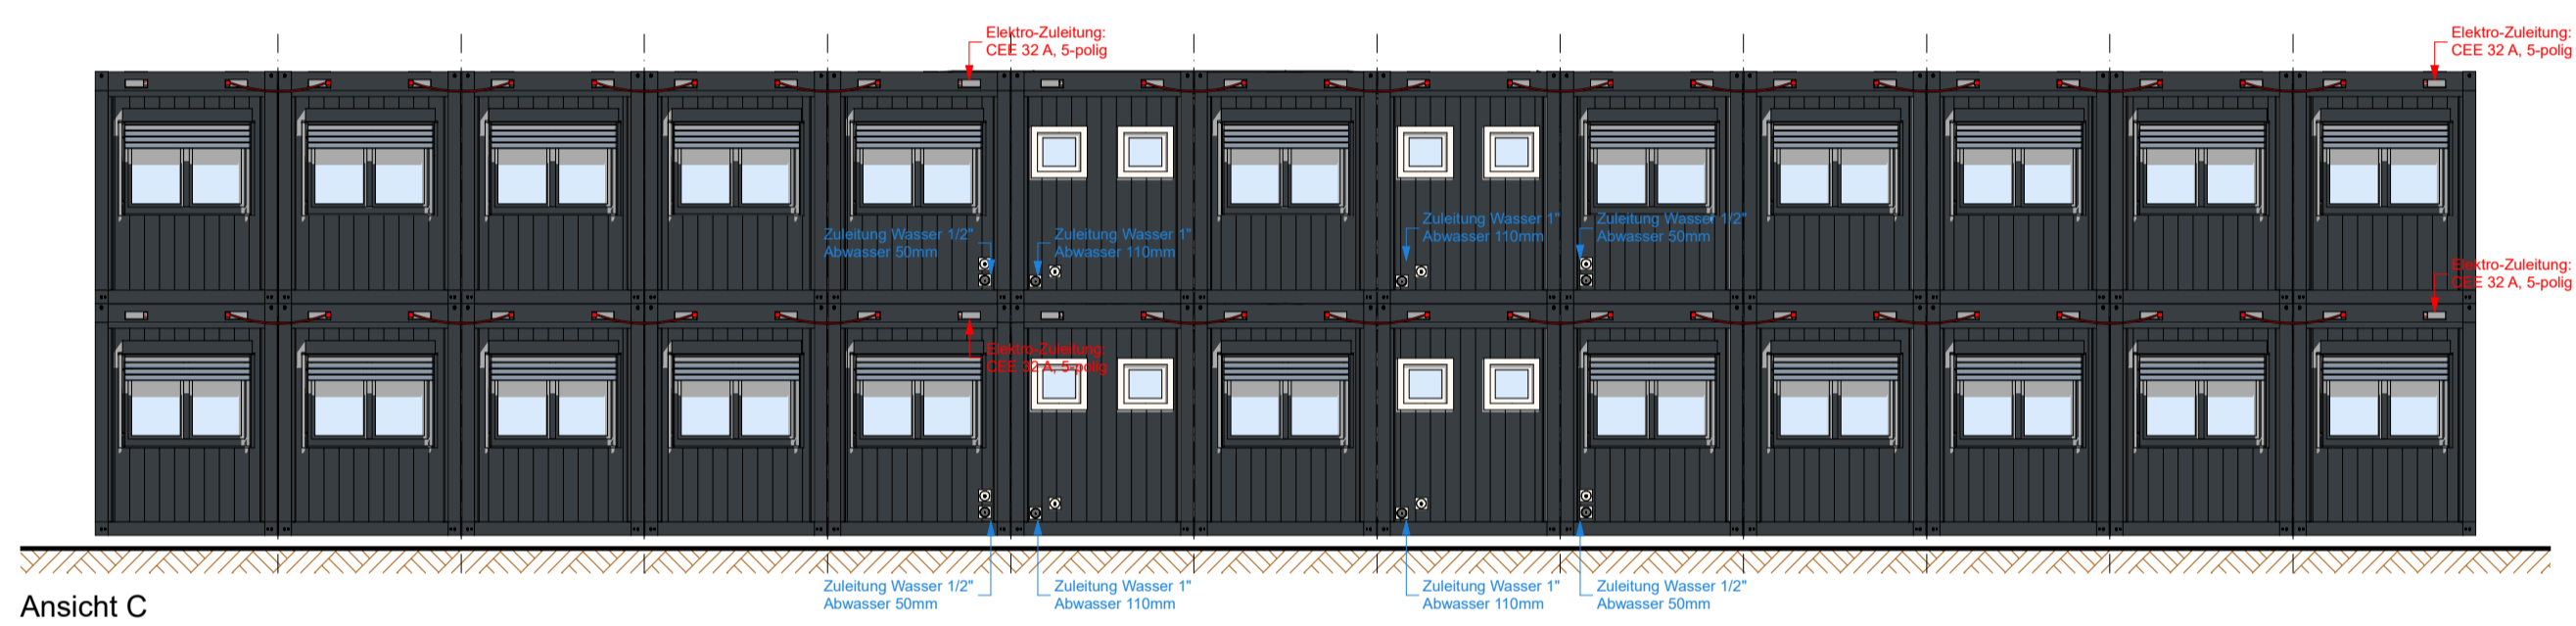 Elektro-Zuleitung:
CEE 32 A, 5-polig
Elektro-Zuleitung:
CEE 32 A, 5-polig
Zuleitung Wasser 1/2"
Abwasser 50mm
Zuleitung Wasser 1"
Abwasser 110mm
Zuleitung Wasser 1"
Abwasser 110mm
Zuleitung Wasser 1/2"
Abwasser 50mm
Elektro-Zuleitung:
CEE 32 A, 5-polig
Elektro-Zuleitung:
CEE 32 A, 5-polig
Zuleitung Wasser 1/2"
Abwasser 50mm
Zuleitung Wasser 1"
Abwasser 110mm
Zuleitung Wasser 1"
Abwasser 110mm
Zuleitung Wasser 1/2"
Abwasser 50mm
Ansicht C